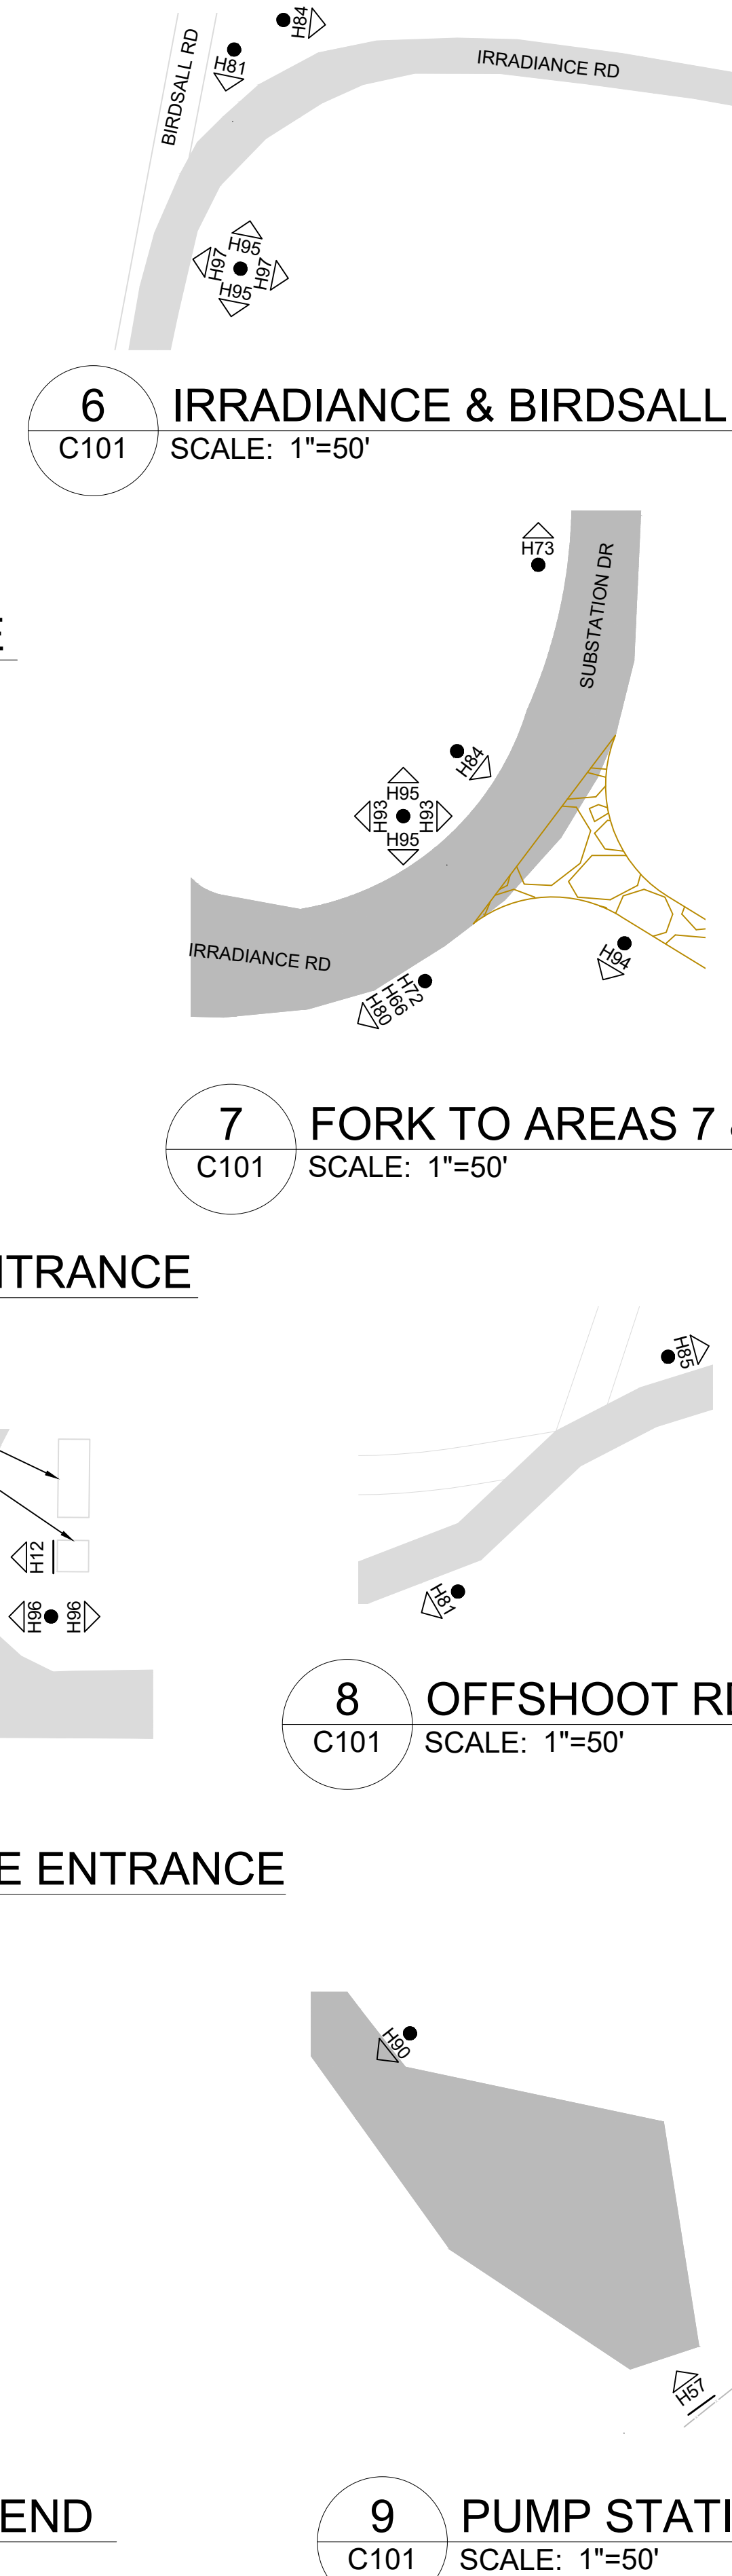 H84
H81
BIRDSALL RD
IRRADIANCE RD
H95
H97
H97
H95
6
C101
IRRADIANCE & BIRDSALL
SCALE: 1"=50'
H73
SUBSTATION DR
E
H84
H95
H93
H93
H95
IRRADIANCE RD
H94
H72
H66
H80
7
C101
FORK TO AREAS 7 &
SCALE: 1"=50'
NTRANCE
H85
H12
H96
H96
H81
8
C101
OFFSHOOT RD
SCALE: 1"=50'
E ENTRANCE
H90
H57
END
9
C101
PUMP STATI
SCALE: 1"=50'